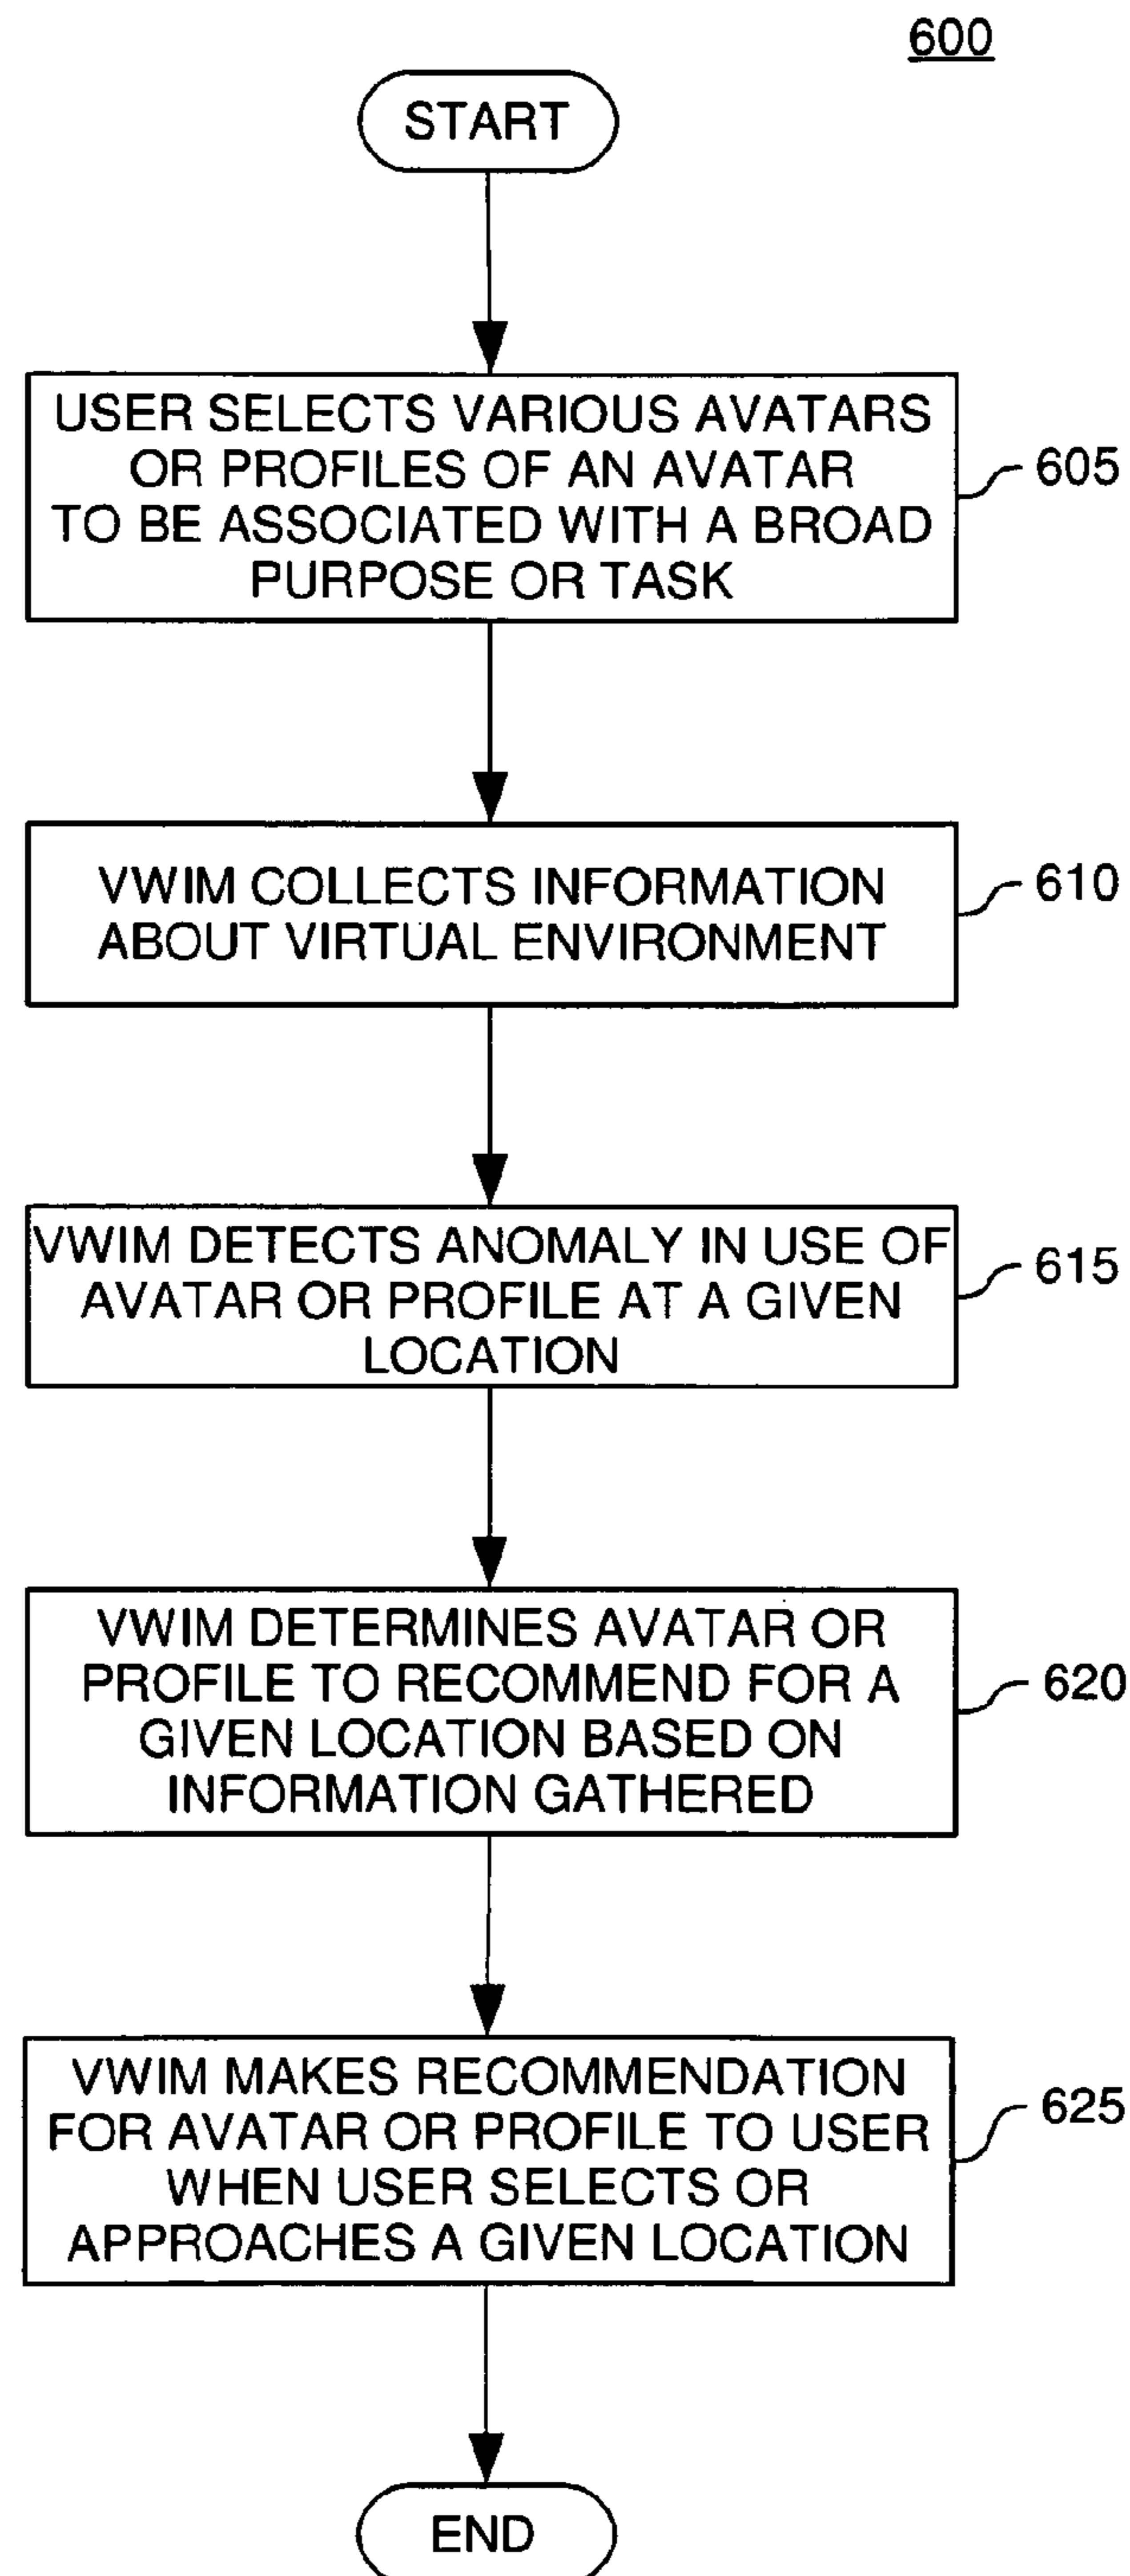 600
START
USER SELECTS VARIOUS AVATARS
OR PROFILES OF AN AVATAR
TO BE ASSOCIATED WITH A BROAD
PURPOSE OR TASK
605
VWIM COLLECTS INFORMATION
ABOUT VIRTUAL ENVIRONMENT
610
VWIM DETECTS ANOMALY IN USE OF
AVATAR OR PROFILE AT A GIVEN
LOCATION
615
VWIM DETERMINES AVATAR OR
PROFILE TO RECOMMEND FOR A
GIVEN LOCATION BASED ON
INFORMATION GATHERED
620
VWIM MAKES RECOMMENDATION
FOR AVATAR OR PROFILE TO USER
WHEN USER SELECTS OR
APPROACHES A GIVEN LOCATION
625
END